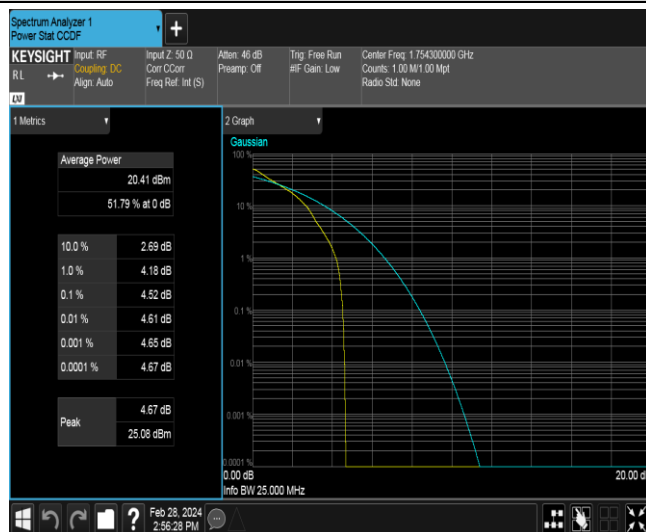 Spectrum Analyzer 1
Power Stat CCDF
+
KEYSIGHT
RL
LXI
Input: RF
Coupling: DC
Align: Auto
Input Z: 50 Ω
Corr CCorr
Freq Ref: Int (S)
Atten: 46 dB
Preamp: Off
Trig: Free Run
#IF Gain: Low
Center Freq: 1.754300000 GHz
Counts: 1.00 M/1.00 Mpt
Radio Std: None
1 Metrics
Average Power
20.41 dBm
51.79 % at 0 dB
10.0 % 2.69 dB
1.0 % 4.18 dB
0.1 % 4.52 dB
0.01 % 4.61 dB
0.001 % 4.65 dB
0.0001 % 4.67 dB
Peak
4.67 dB
25.08 dBm
2 Graph
Gaussian
100 %
10 %
1 %
0.1 %
0.01 %
0.001 %
0.0001 %
0.00 dB
20.00 d
Info BW 25.000 MHz
?
Feb 28, 2024
2:56:28 PM